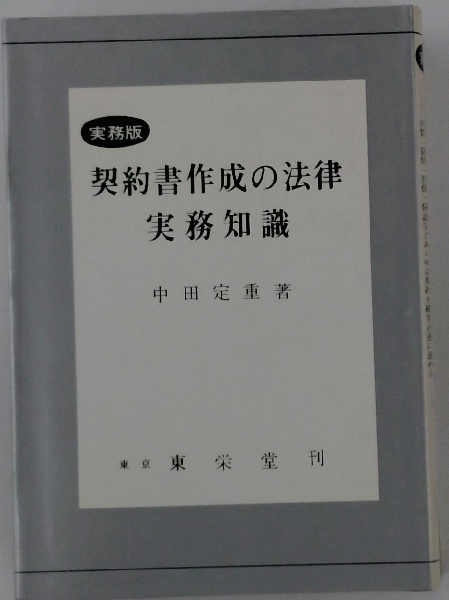 実務版
契約書作成の法律
実務知識
中田定重著
東京 東栄堂刊